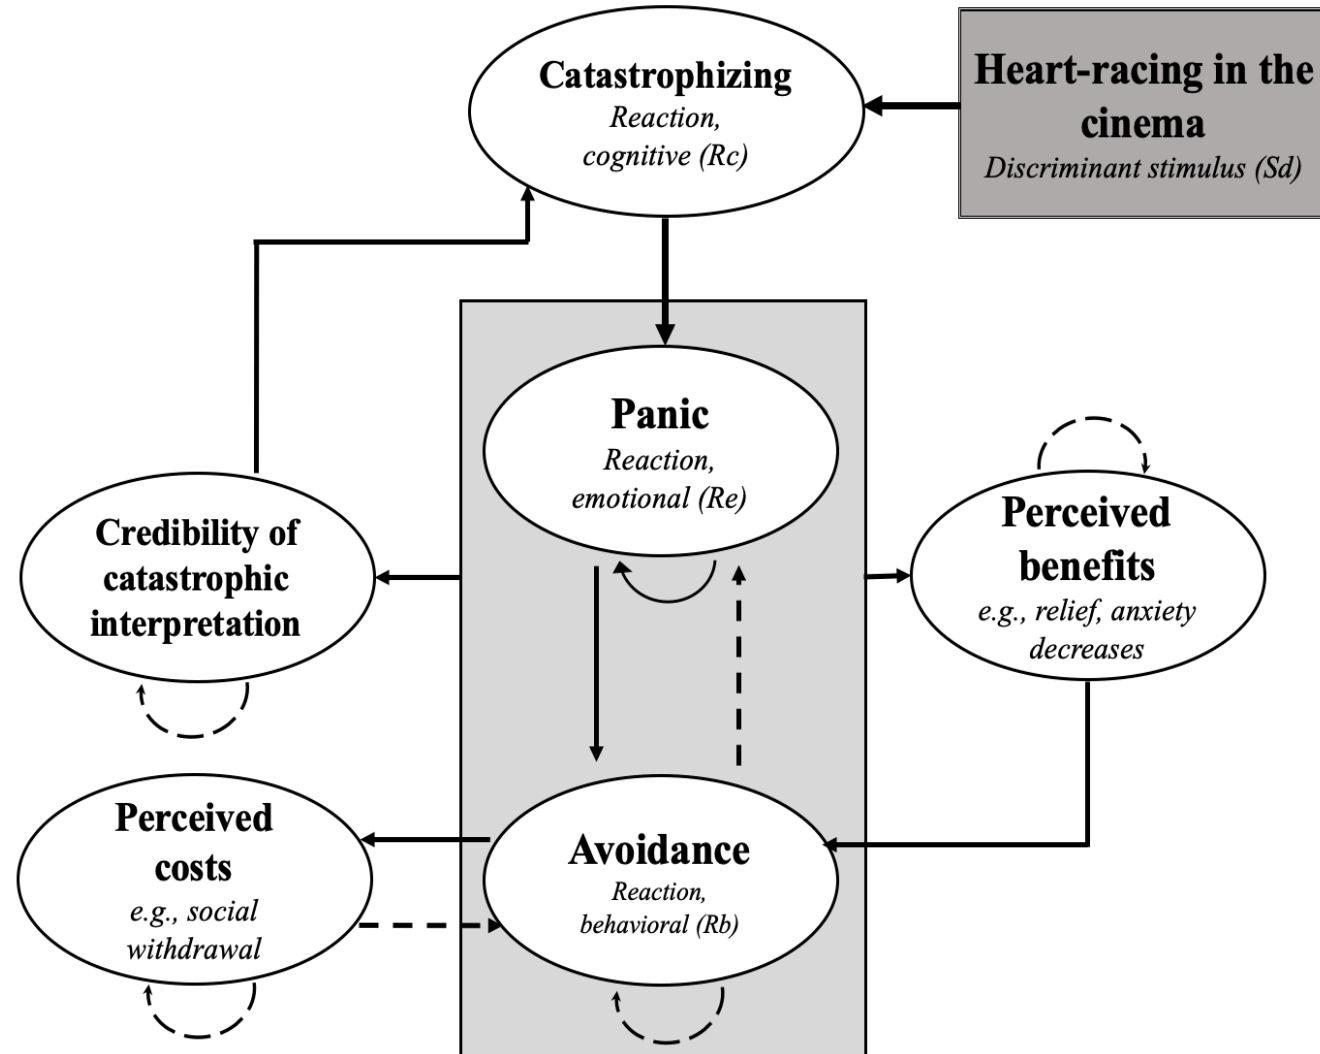 Catastrophizing
Reaction,
cognitive (Rc)
Heart-racing in the
cinema
Discriminant stimulus (Sd)
Panic
Reaction,
emotional (Re)
Credibility of
catastrophic
interpretation
Perceived
benefits
e.g., relief, anxiety
decreases
Perceived
costs
e.g., social
withdrawal
Avoidance
Reaction,
behavioral (Rb)